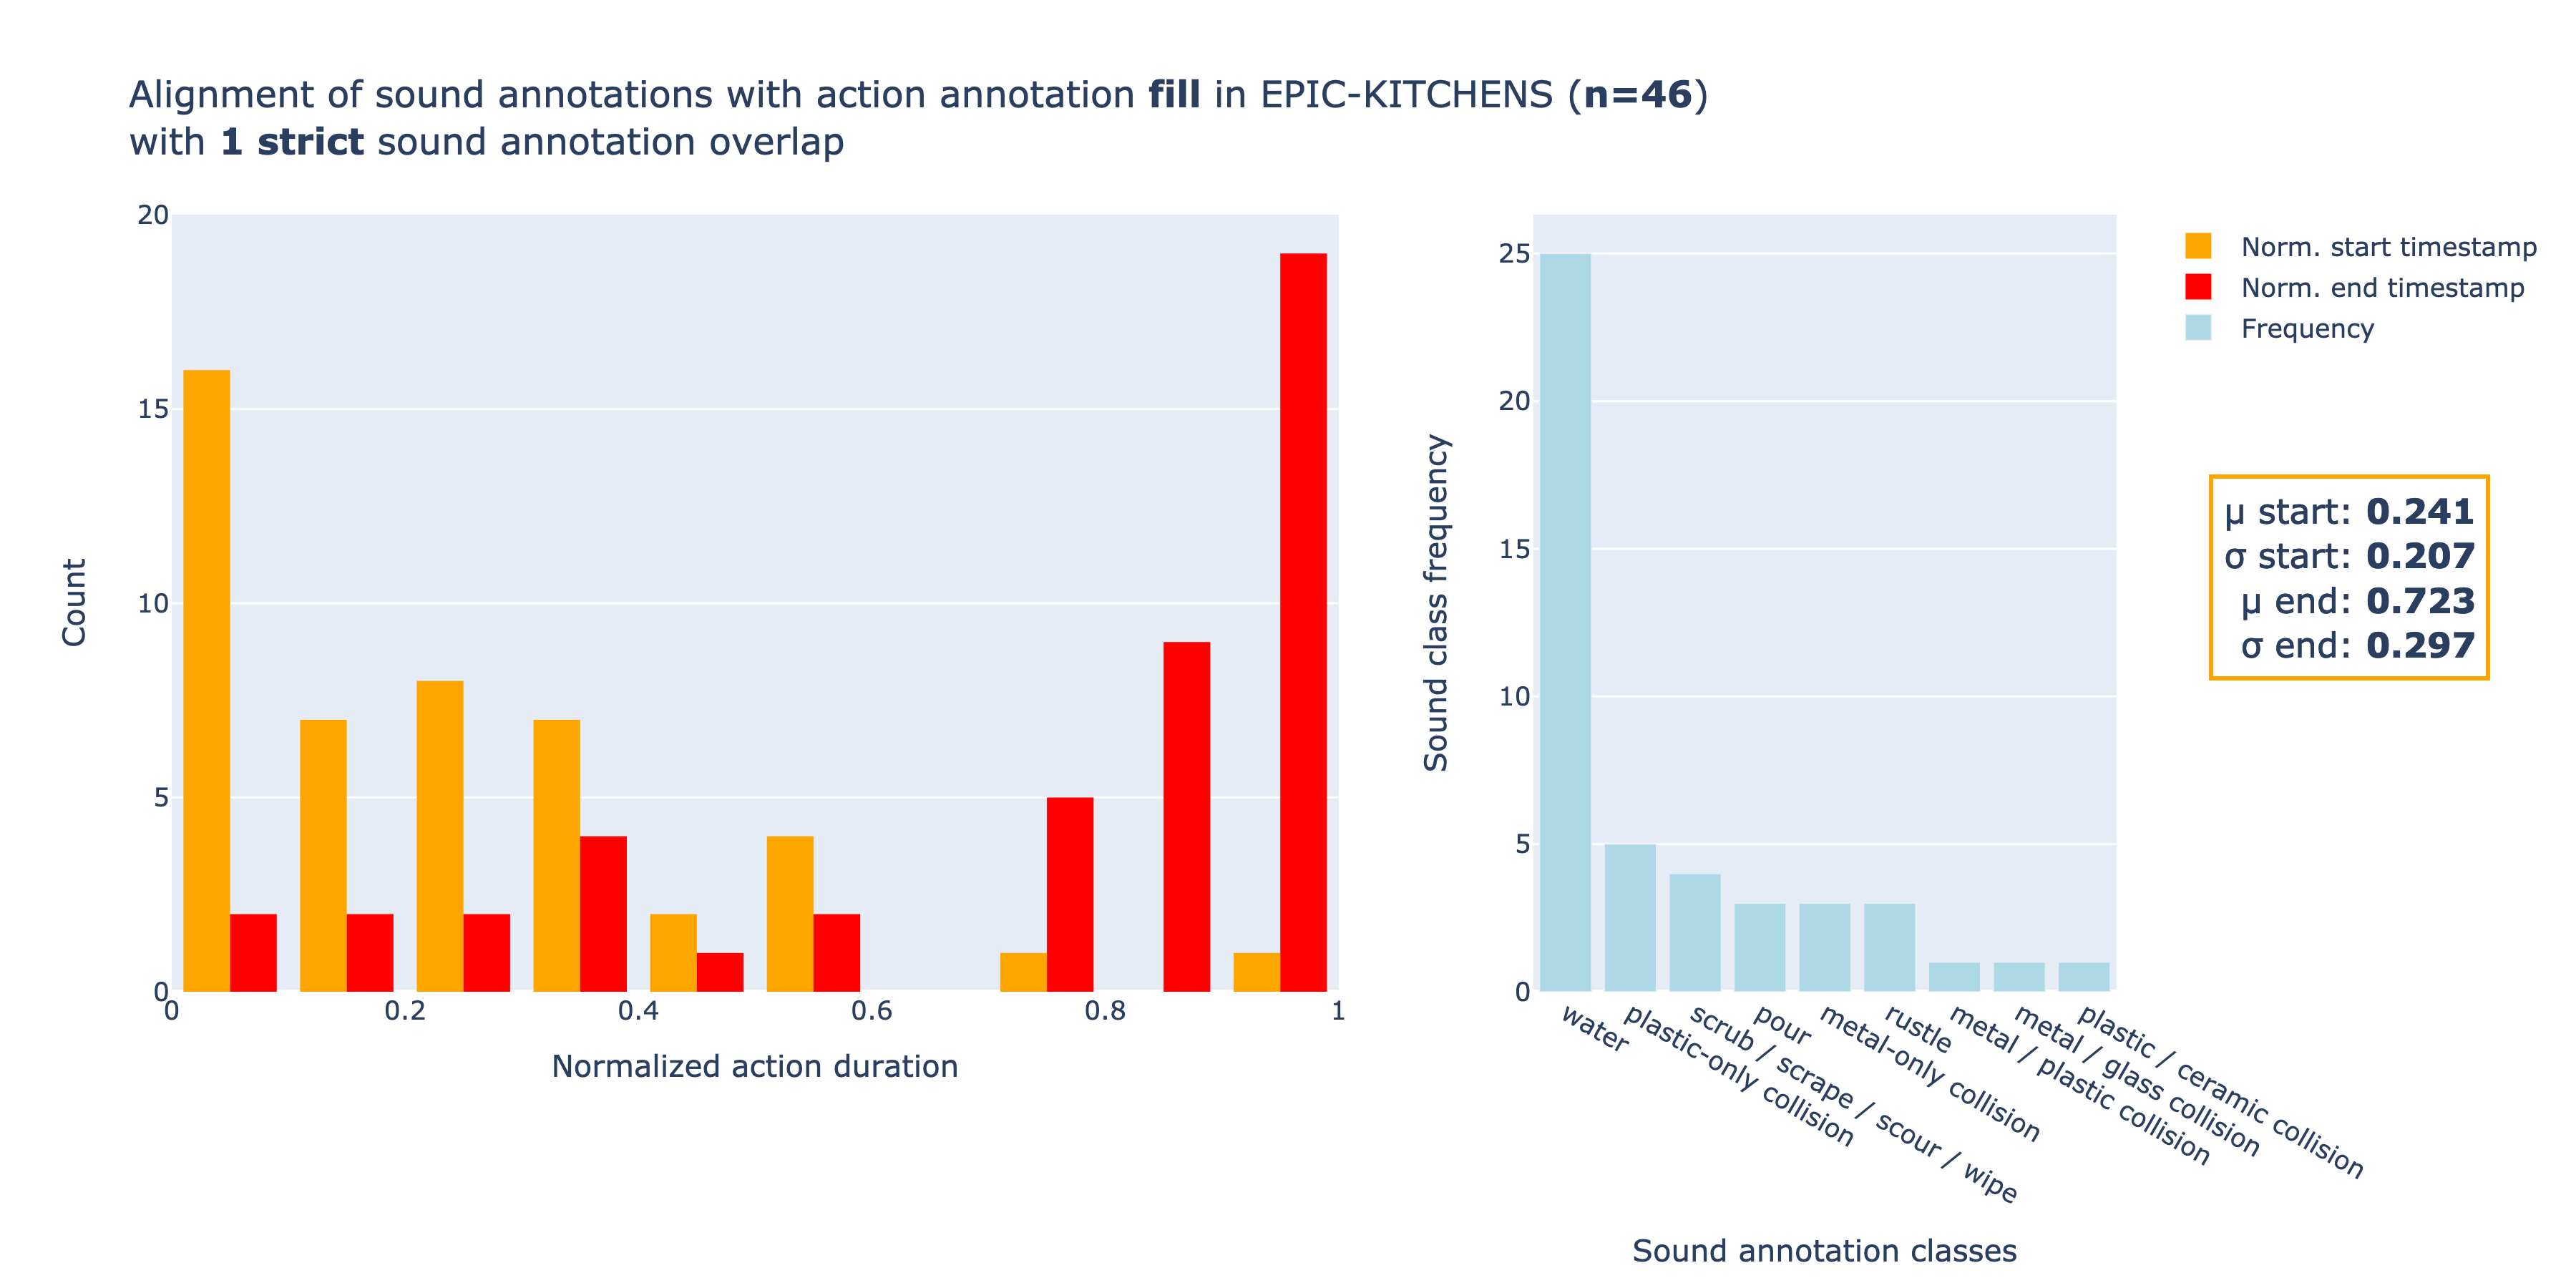 Alignment of sound annotations with action annotation fill in EPIC-KITCHENS (n=46)
with 1 strict sound annotation overlap
20
15
10
5
0
Count
0
0.2
0.4
0.6
0.8
1
Normalized action duration
25
20
15
10
5
0
Sound class frequency
water
plastic-only collision
scrub / scrape / scour / wipe
pour
metal-only collision
rustle
metal / plastic collision
metal / glass collision
plastic / ceramic collision
Sound annotation classes
Norm. start timestamp
Norm. end timestamp
Frequency
μ start: 0.241
σ start: 0.207
μ end: 0.723
σ end: 0.297